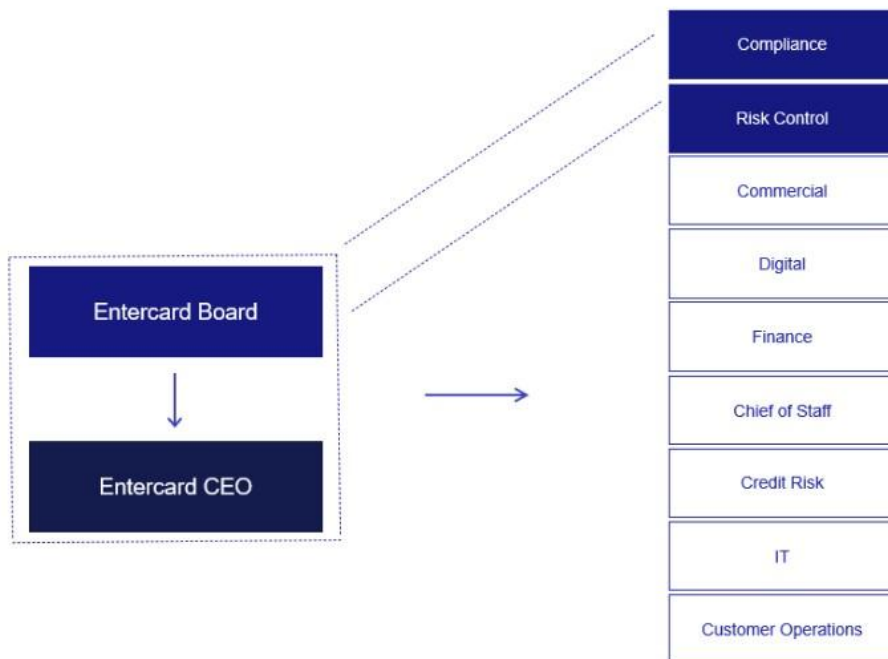 Compliance
Risk Control
Commercial
Digital
Entercard Board
Finance
Chief of Staff
Entercard CEO
Credit Risk
IT
Customer Operations